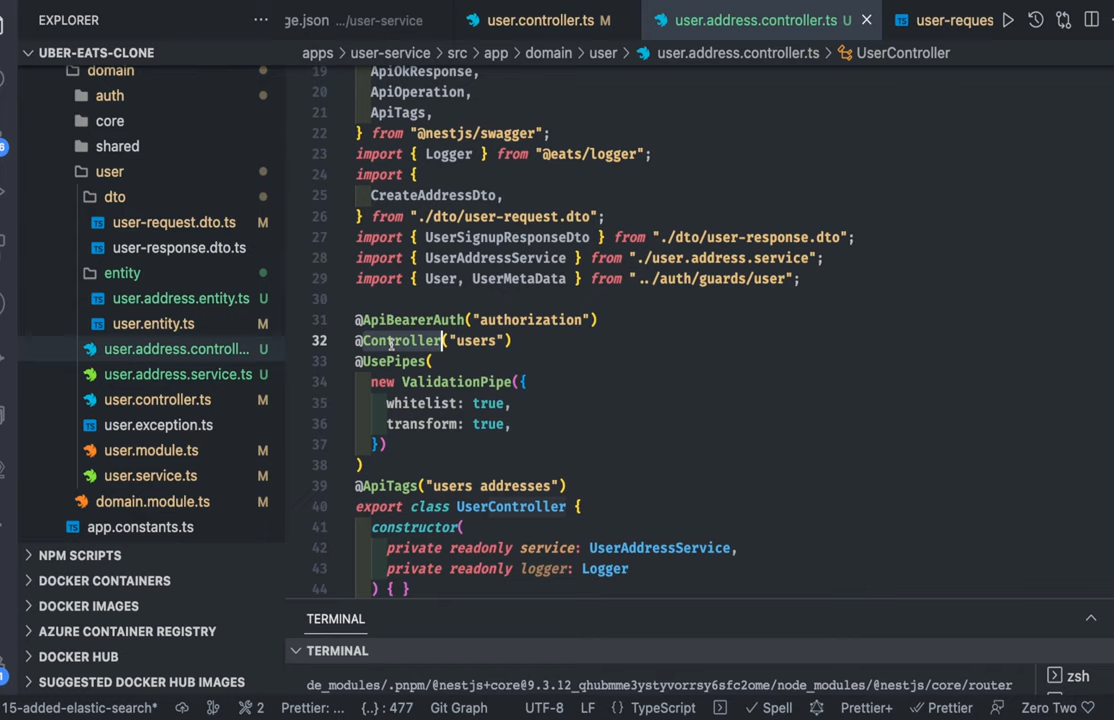 EXPLORER
ge.json .../user-service
user.controller.ts M
user.address.controller.ts U
user-reques
UBER-EATS-CLONE
apps > user-service > src > app > domain > user > user.address.controller.ts > UserController
domain
auth
core
shared
user
dto
user-request.dto.ts M
user-response.dto.ts
entity
user.address.entity.ts U
user.entity.ts M
user.address.controll... U
user.address.service.ts U
user.controller.ts M
user.exception.ts
user.module.ts M
user.service.ts M
domain.module.ts M
app.constants.ts
NPM SCRIPTS
DOCKER CONTAINERS
DOCKER IMAGES
AZURE CONTAINER REGISTRY
DOCKER HUB
SUGGESTED DOCKER HUB IMAGES
19 ApiOkResponse,
20 ApiOperation,
21 ApiTags,
22 } from "@nestjs/swagger";
23 import { Logger } from "@eats/logger";
24 import {
25 CreateAddressDto,
26 } from "./dto/user-request.dto";
27 import { UserSignupResponseDto } from "./dto/user-response.dto";
28 import { UserAddressService } from "./user.address.service";
29 import { User, UserMetaData } from "../auth/guards/user";
30
31 @ApiBearerAuth("authorization")
32 @Controller("users")
33 @UsePipes(
34 new ValidationPipe({
35 whitelist: true,
36 transform: true,
37 })
38 )
39 @ApiTags("users addresses")
40 export class UserController {
41 constructor(
42 private readonly service: UserAddressService,
43 private readonly logger: Logger
44 ) { }
TERMINAL
TERMINAL
de_modules/.pnpm/@nestjs+core@9.3.12_qhubmme3ystyvorrsy6sfc2ome/node_modules/@nestjs/core/router
zsh
15-added-elastic-search* 2 Prettier: ... {..} : 477 Git Graph UTF-8 LF TypeScript Spell Prettier+ Prettier Zero Two